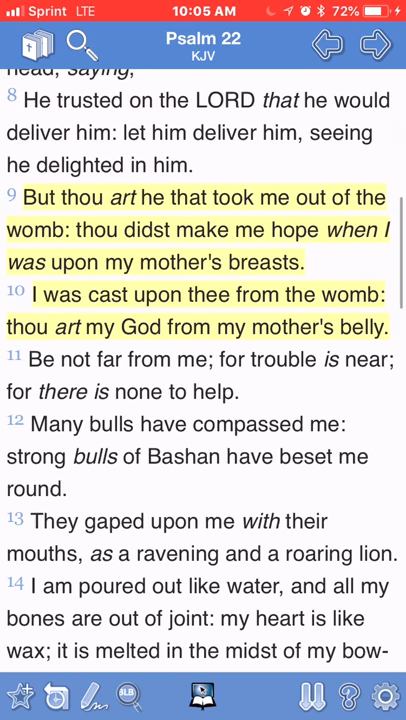 Sprint LTE 10:05 AM 72%
Psalm 22
KJV
head, saying,
8 He trusted on the LORD that he would
deliver him: let him deliver him, seeing
he delighted in him.
9 But thou art he that took me out of the
womb: thou didst make me hope when I
was upon my mother's breasts.
10 I was cast upon thee from the womb:
thou art my God from my mother's belly.
11 Be not far from me; for trouble is near;
for there is none to help.
12 Many bulls have compassed me:
strong bulls of Bashan have beset me
round.
13 They gaped upon me with their
mouths, as a ravening and a roaring lion.
14 I am poured out like water, and all my
bones are out of joint: my heart is like
wax; it is melted in the midst of my bow-
BLB